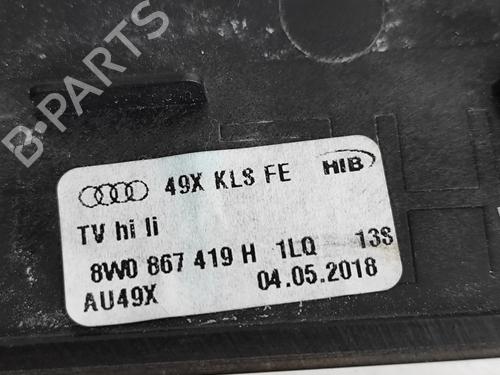 B-PARTS
49X KLS FE HIB
TV hi li
8W0 867 419 H 1LQ 13S
AU49X 04.05.2018